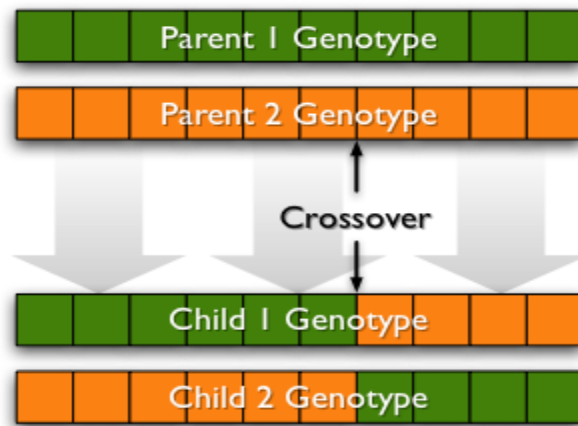 Parent 1 Genotype
Parent 2 Genotype
Crossover
Child 1 Genotype
Child 2 Genotype